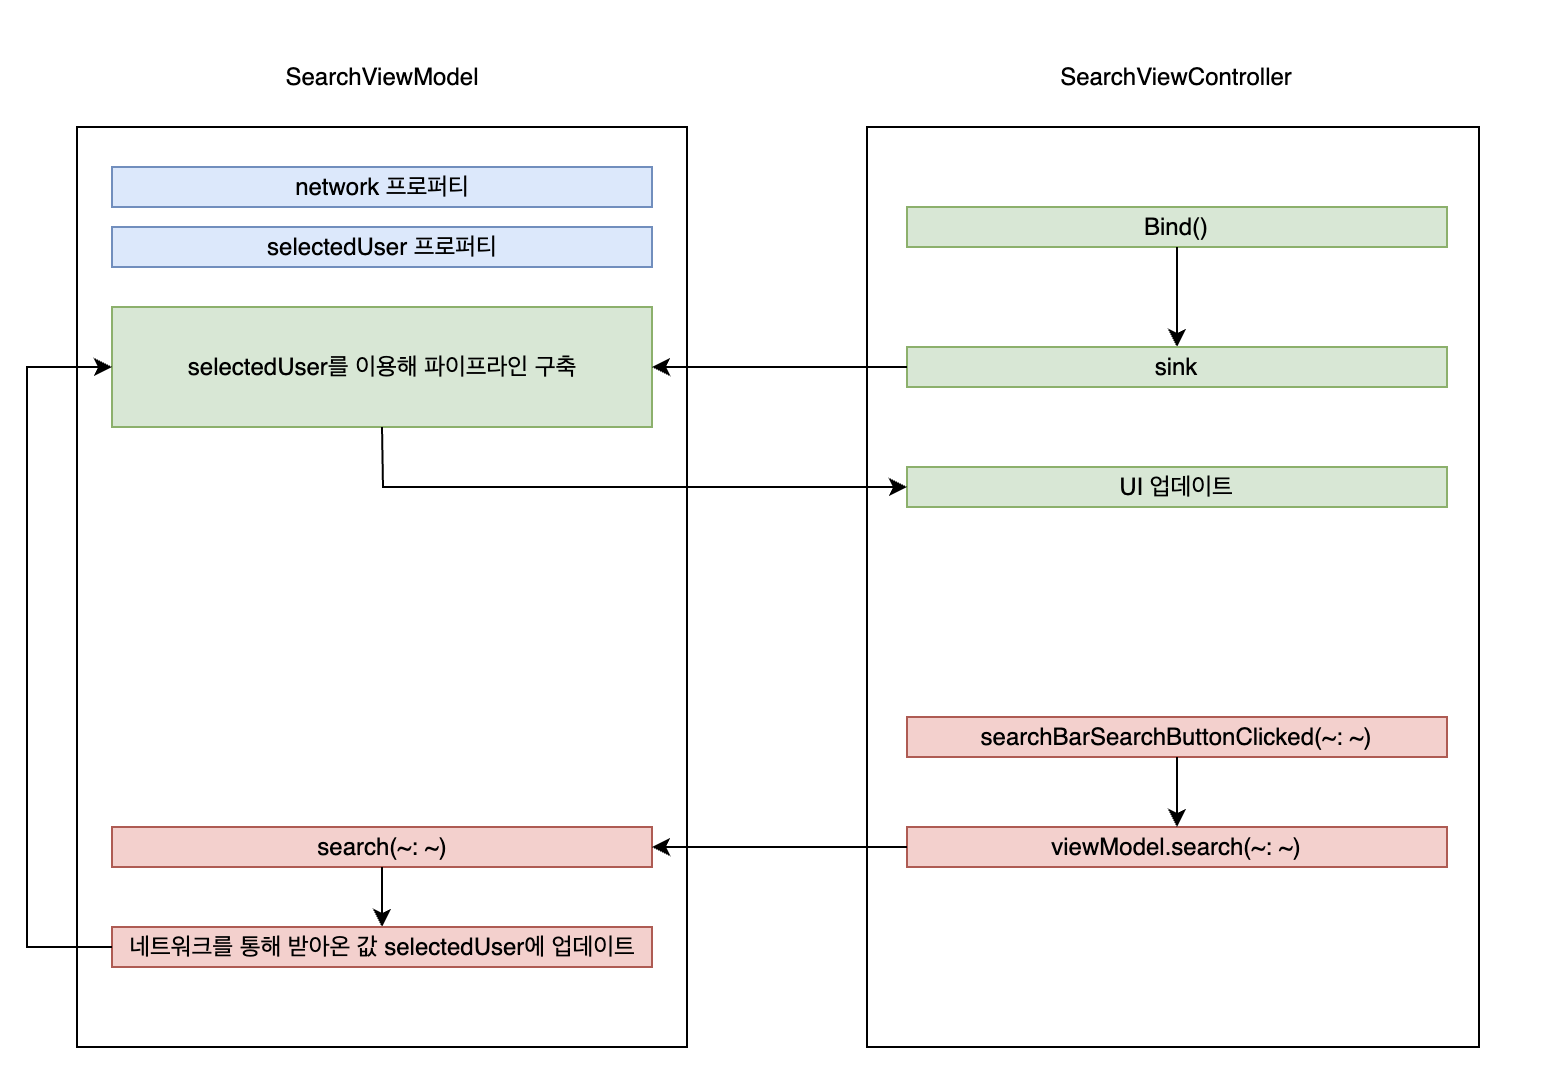 SearchViewModel
network 프로퍼티
selectedUser 프로퍼티
selectedUser를 이용해 파이프라인 구축
search(~: ~)
네트워크를 통해 받아온 값 selectedUser에 업데이트
SearchViewController
Bind()
sink
UI 업데이트
searchBarSearchButtonClicked(~: ~)
viewModel.search(~: ~)